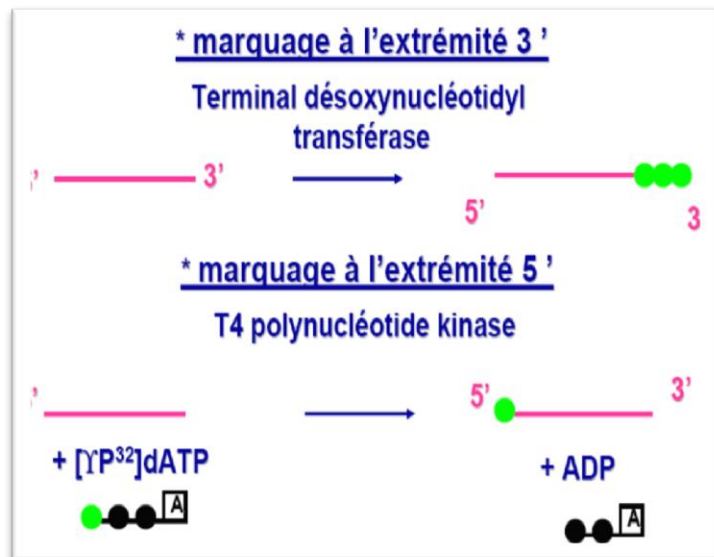 * marquage à l'extrémité 3 '
Terminal désoxynucléotidyl
transférase
3'
5'
3
* marquage à l'extrémité 5 '
T4 polynucléotide kinase
5'
3'
+ [ϒP³²]dATP
+ ADP
A
A